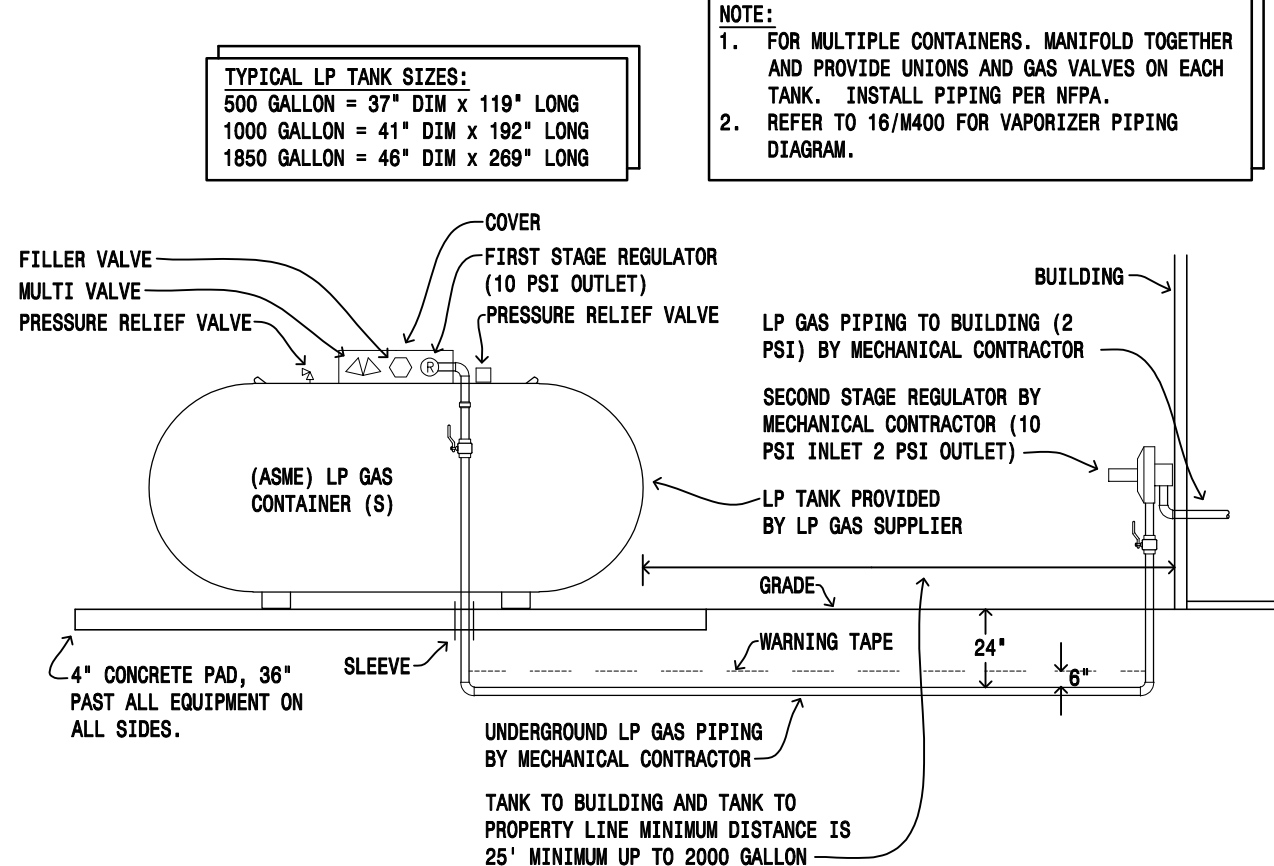 NOTE:
1. FOR MULTIPLE CONTAINERS. MANIFOLD TOGETHER
AND PROVIDE UNIONS AND GAS VALVES ON EACH
TANK. INSTALL PIPING PER NFPA.
2. REFER TO 16/M400 FOR VAPORIZER PIPING
DIAGRAM.
TYPICAL LP TANK SIZES:
500 GALLON = 37" DIM x 119" LONG
1000 GALLON = 41" DIM x 192" LONG
1850 GALLON = 46" DIM x 269" LONG
COVER
FILLER VALVE
MULTI VALVE
PRESSURE RELIEF VALVE
FIRST STAGE REGULATOR
(10 PSI OUTLET)
PRESSURE RELIEF VALVE
R
BUILDING
LP GAS PIPING TO BUILDING (2
PSI) BY MECHANICAL CONTRACTOR
SECOND STAGE REGULATOR BY
MECHANICAL CONTRACTOR (10
PSI INLET 2 PSI OUTLET)
(ASME) LP GAS
CONTAINER (S)
LP TANK PROVIDED
BY LP GAS SUPPLIER
GRADE
WARNING TAPE
24"
6"
SLEEVE
4" CONCRETE PAD, 36"
PAST ALL EQUIPMENT ON
ALL SIDES.
UNDERGROUND LP GAS PIPING
BY MECHANICAL CONTRACTOR
TANK TO BUILDING AND TANK TO
PROPERTY LINE MINIMUM DISTANCE IS
25' MINIMUM UP TO 2000 GALLON